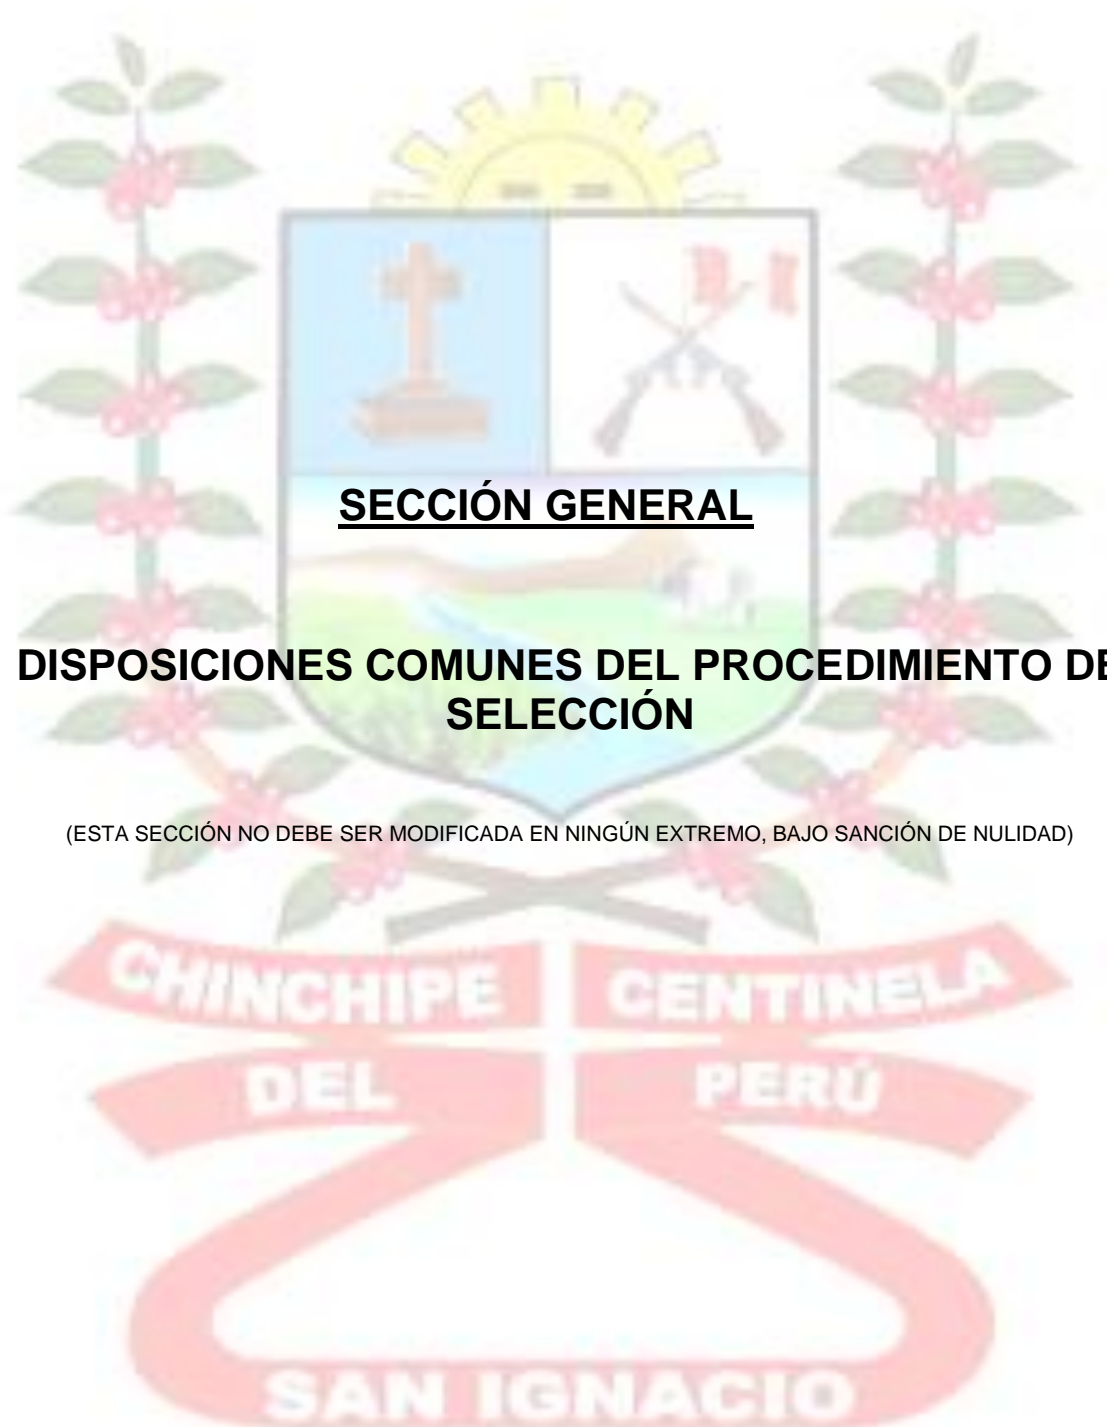 SECCIÓN GENERAL
DISPOSICIONES COMUNES DEL PROCEDIMIENTO DE
SELECCIÓN
(ESTA SECCIÓN NO DEBE SER MODIFICADA EN NINGÚN EXTREMO, BAJO SANCIÓN DE NULIDAD)
CHINCHIPE CENTINELA
DEL PERÚ
SAN IGNACIO